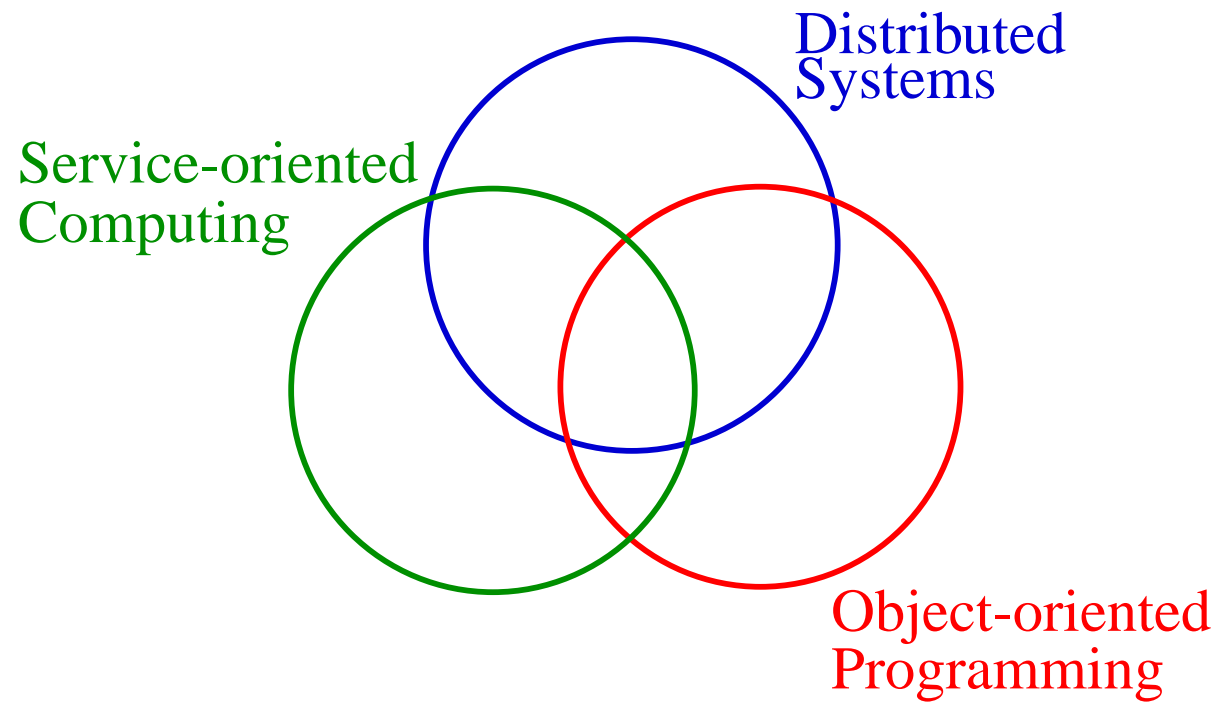 Distributed
Systems
Service-oriented
Computing
Object-oriented
Programming